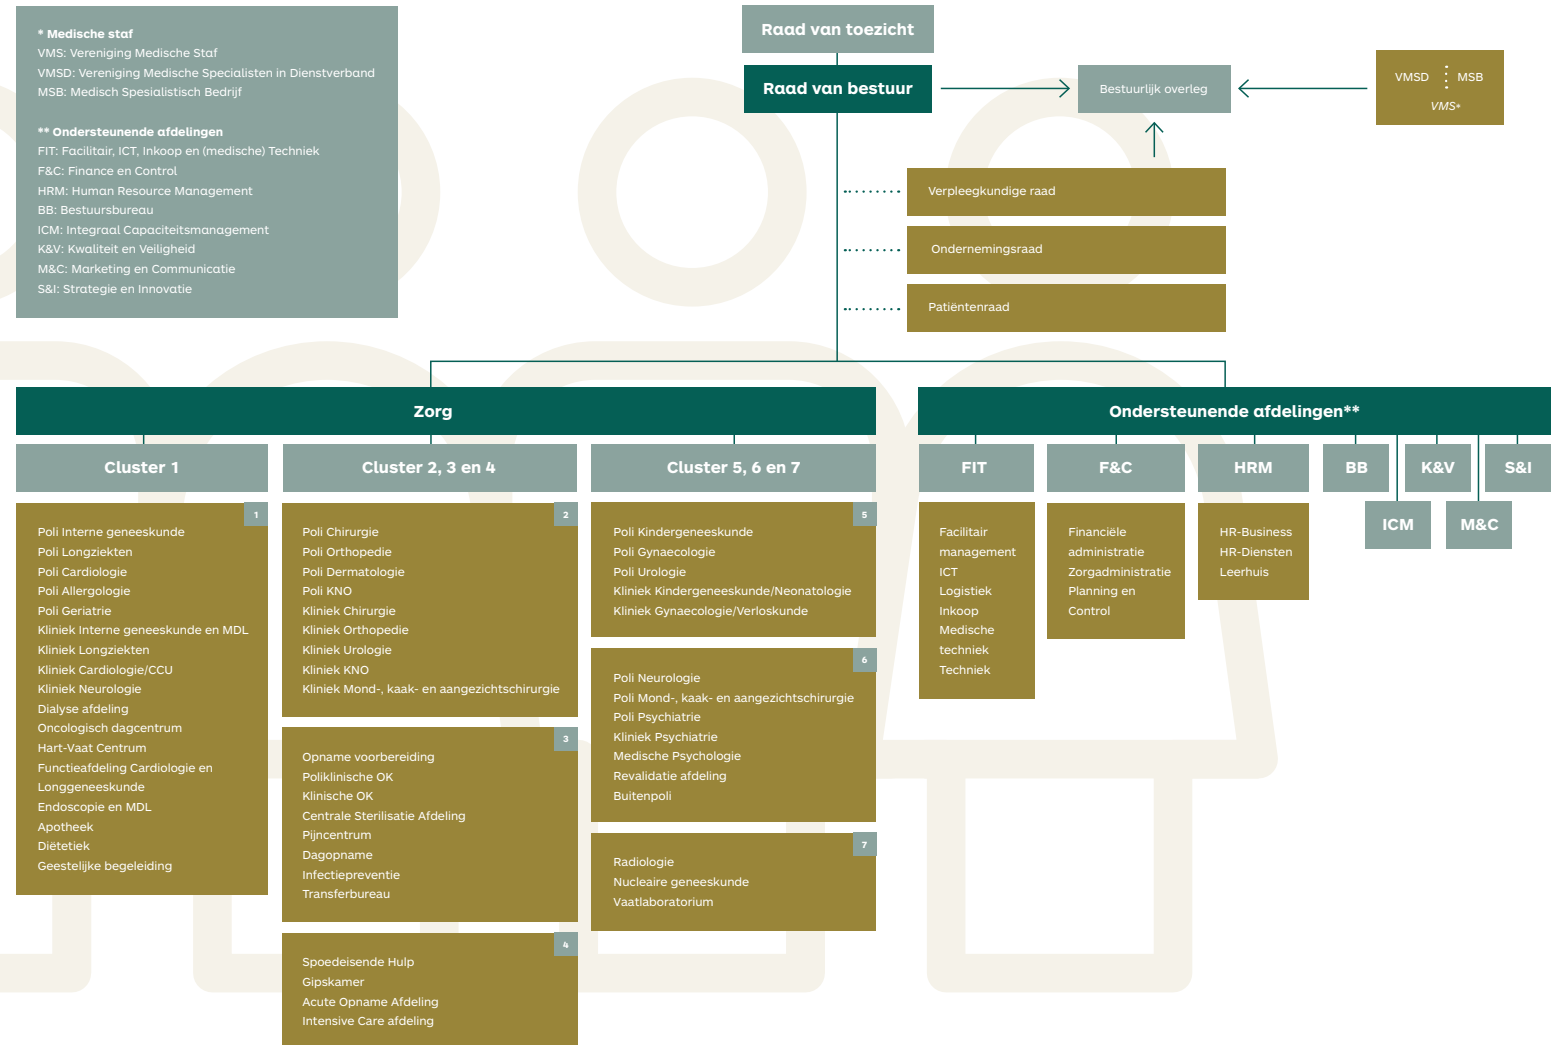 * Medische staf
VMS: Vereniging Medische Staf
VMSD: Vereniging Medische Specialisten in Dienstverband
MSB: Medisch Spesialistisch Bedrijf
** Ondersteunende afdelingen
FIT: Facilitair, ICT, Inkoop en (medische) Techniek
F&C: Finance en Control
HRM: Human Resource Management
BB: Bestuursbureau
ICM: Integraal Capaciteitsmanagement
K&V: Kwaliteit en Veiligheid
M&C: Marketing en Communicatie
S&I: Strategie en Innovatie
Raad van toezicht
Raad van bestuur
Bestuurlijk overleg
VMSD
MSB
VMS*
Verpleegkundige raad
Ondernemingsraad
Patiëntenraad
Zorg
Cluster 1
1
Poli Interne geneeskunde
Poli Longziekten
Poli Cardiologie
Poli Allergologie
Poli Geriatrie
Kliniek Interne geneeskunde en MDL
Kliniek Longziekten
Kliniek Cardiologie/CCU
Kliniek Neurologie
Dialyse afdeling
Oncologisch dagcentrum
Hart-Vaat Centrum
Functieafdeling Cardiologie en
Longgeneeskunde
Endoscopie en MDL
Apotheek
Diëtetiek
Geestelijke begeleiding
Cluster 2, 3 en 4
2
Poli Chirurgie
Poli Orthopedie
Poli Dermatologie
Poli KNO
Kliniek Chirurgie
Kliniek Orthopedie
Kliniek Urologie
Kliniek KNO
Kliniek Mond-, kaak- en aangezichtschirurgie
3
Opname voorbereiding
Poliklinische OK
Klinische OK
Centrale Sterilisatie Afdeling
Pijncentrum
Dagopname
Infectiepreventie
Transferbureau
4
Spoedeisende Hulp
Gipskamer
Acute Opname Afdeling
Intensive Care afdeling
Cluster 5, 6 en 7
5
Poli Kindergeneeskunde
Poli Gynaecologie
Poli Urologie
Kliniek Kindergeneeskunde/Neonatologie
Kliniek Gynaecologie/Verloskunde
6
Poli Neurologie
Poli Mond-, kaak- en aangezichtschirurgie
Poli Psychiatrie
Kliniek Psychiatrie
Medische Psychologie
Revalidatie afdeling
Buitenpoli
7
Radiologie
Nucleaire geneeskunde
Vaatlaboratorium
Ondersteunende afdelingen**
FIT
Facilitair
management
ICT
Logistiek
Inkoop
Medische
techniek
Techniek
F&C
Financiële
administratie
Zorgadministratie
Planning en
Control
HRM
HR-Business
HR-Diensten
Leerhuis
BB
ICM
K&V
M&C
S&I